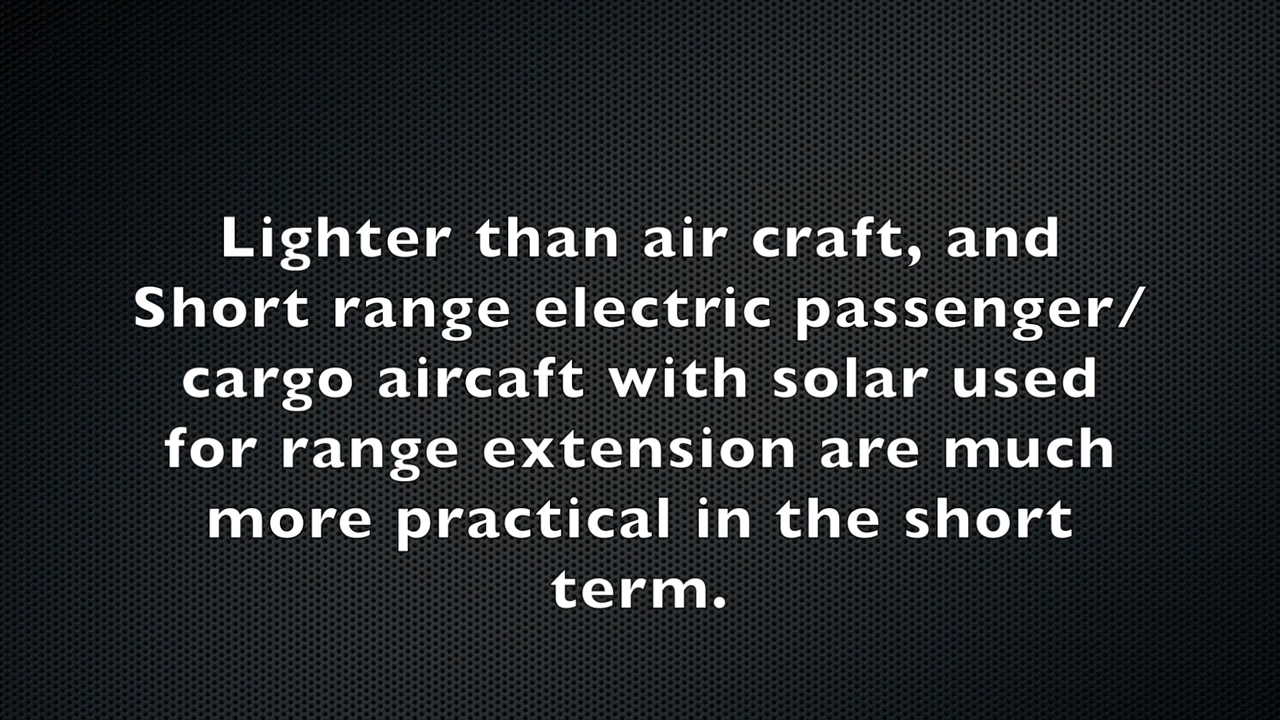 Lighter than air craft, and
Short range electric passenger/
cargo aircaft with solar used
for range extension are much
more practical in the short
term.